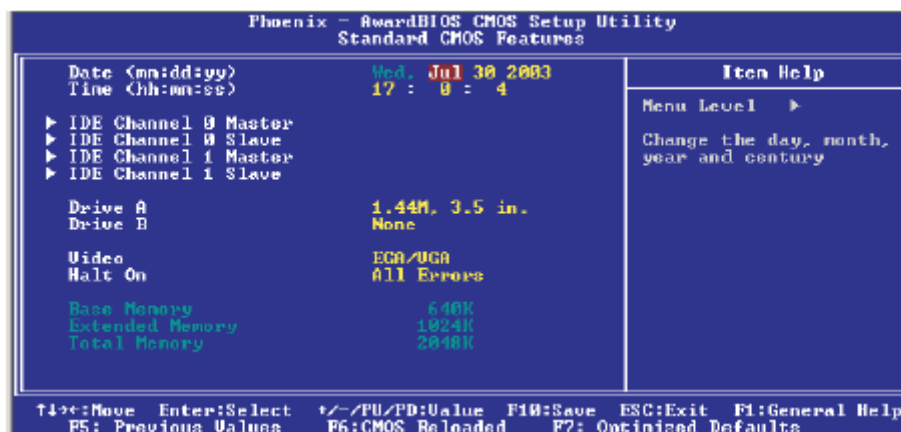 Phoenix - AwardBIOS CMOS Setup Utility
Standard CMOS Features
Date (mm:dd:yy) Wed, Jul 30 2003
Time (hh:mm:ss) 17 : 0 : 4
▶ IDE Channel 0 Master
▶ IDE Channel 0 Slave
▶ IDE Channel 1 Master
▶ IDE Channel 1 Slave
Drive A 1.44M, 3.5 in.
Drive B None
Video EGA/VGA
Halt On All Errors
Base Memory 640K
Extended Memory 1024K
Total Memory 2048K
Item Help
Menu Level ▶
Change the day, month,
year and century
↑↓→←:Move Enter:Select +/-/PU/PD:Value F10:Save ESC:Exit F1:General Help
F5: Previous Values F6:CMOS Reloaded F7: Optimized Defaults